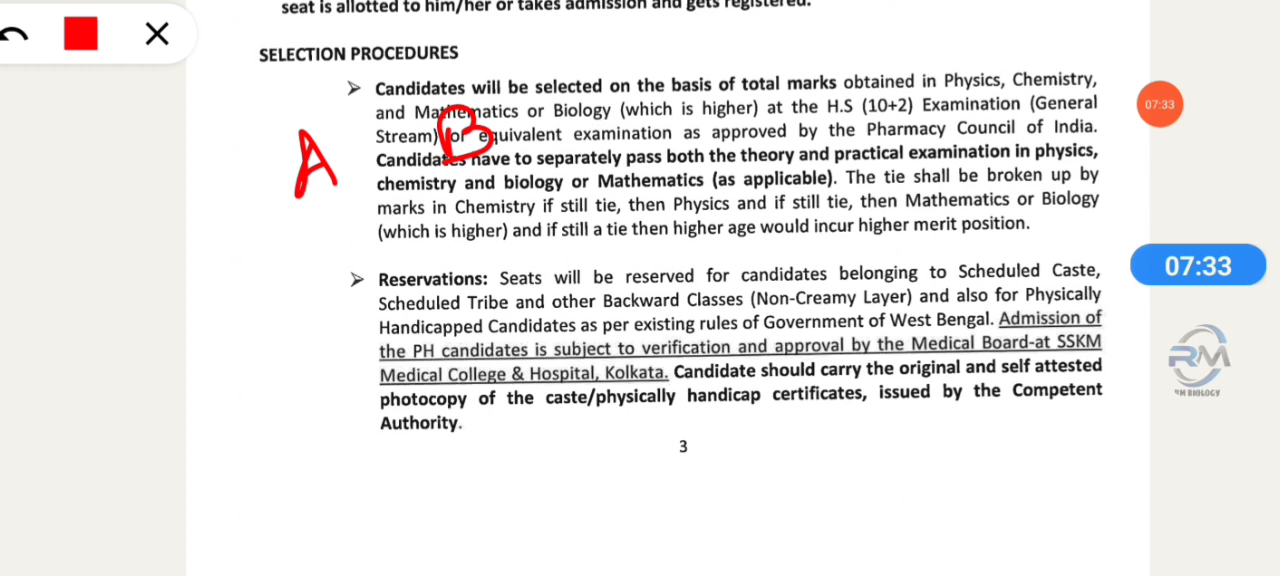 seat is allotted to him/her or takes admission and gets registered.
SELECTION PROCEDURES
➤ Candidates will be selected on the basis of total marks obtained in Physics, Chemistry,
and Mathematics or Biology (which is higher) at the H.S (10+2) Examination (General
Stream) or equivalent examination as approved by the Pharmacy Council of India.
Candidates have to separately pass both the theory and practical examination in physics,
chemistry and biology or Mathematics (as applicable). The tie shall be broken up by
marks in Chemistry if still tie, then Physics and if still tie, then Mathematics or Biology
(which is higher) and if still a tie then higher age would incur higher merit position.
A B
➤ Reservations: Seats will be reserved for candidates belonging to Scheduled Caste,
Scheduled Tribe and other Backward Classes (Non-Creamy Layer) and also for Physically
Handicapped Candidates as per existing rules of Government of West Bengal. Admission of
the PH candidates is subject to verification and approval by the Medical Board-at SSKM
Medical College & Hospital, Kolkata. Candidate should carry the original and self attested
photocopy of the caste/physically handicap certificates, issued by the Competent
Authority.
3
07:33
07:33
RM
RM BIOLOGY